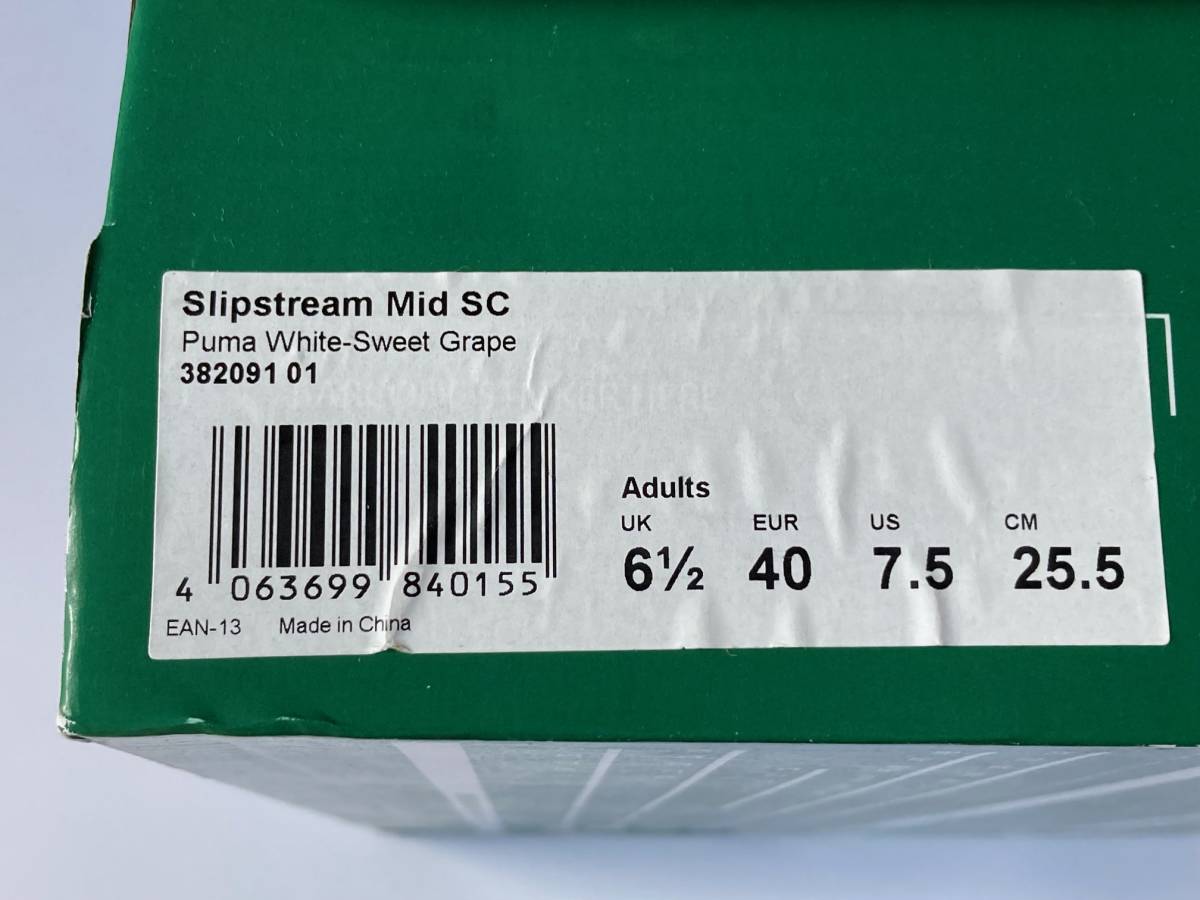 Slipstream Mid SC
Puma White-Sweet Grape
382091 01
Adults
UK EUR US CM
6½ 40 7.5 25.5
4 063699 840155
EAN-13 Made in China